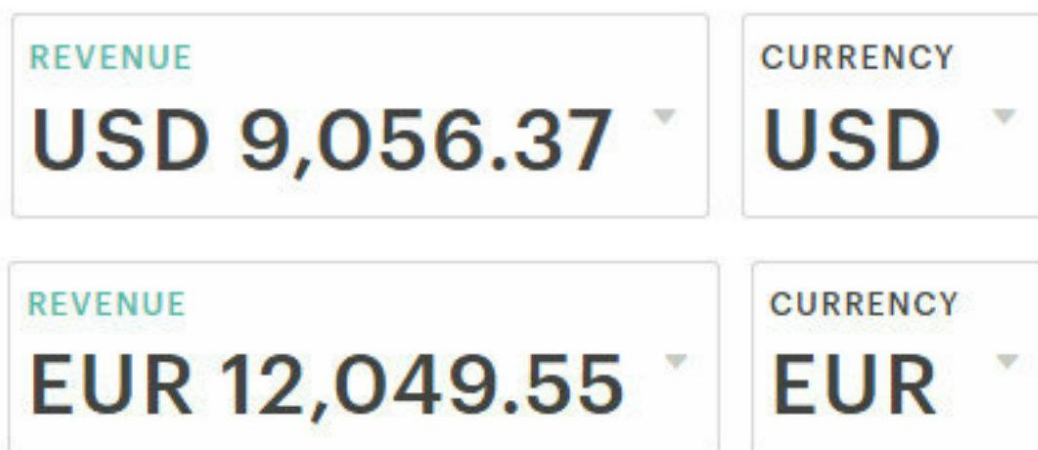 REVENUE
USD 9,056.37
CURRENCY
USD
REVENUE
EUR 12,049.55
CURRENCY
EUR